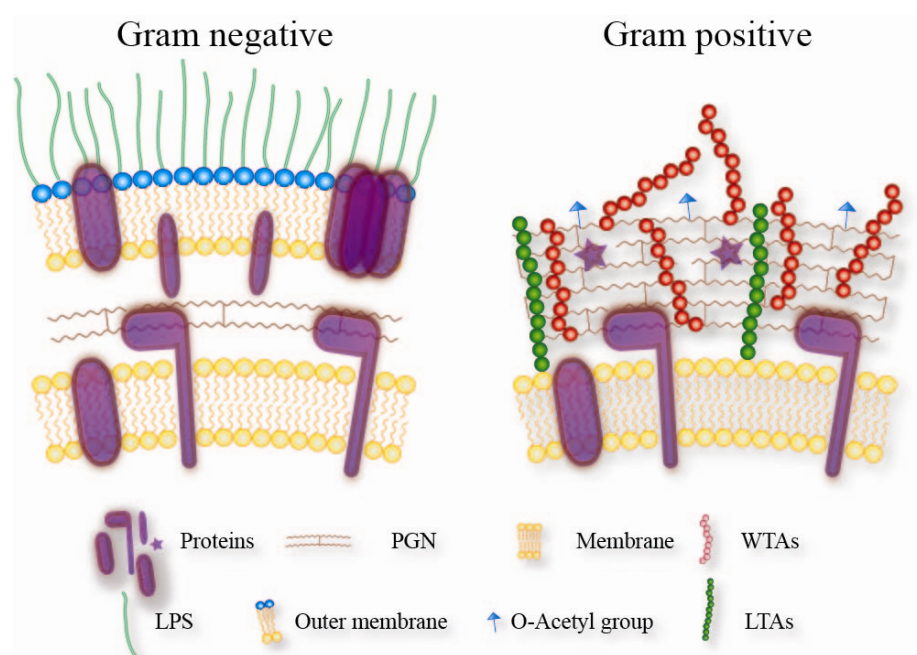 Gram negative
Gram positive
Proteins
PGN
Membrane
WTAs
LPS
Outer membrane
O-Acetyl group
LTAs